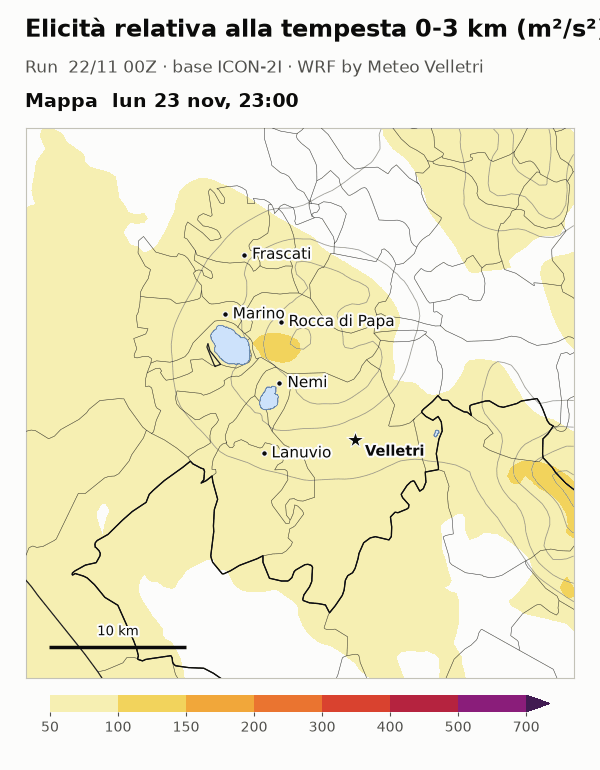 Elicità relativa alla tempesta 0-3 km (m²/s²)
Run  22/11 00Z · base ICON-2I · WRF by Meteo Velletri
Mappa  lun 23 nov, 23:00
Frascati
Marino
Rocca di Papa
Nemi
Velletri
Lanuvio
10 km
50 100 150 200 300 400 500 700